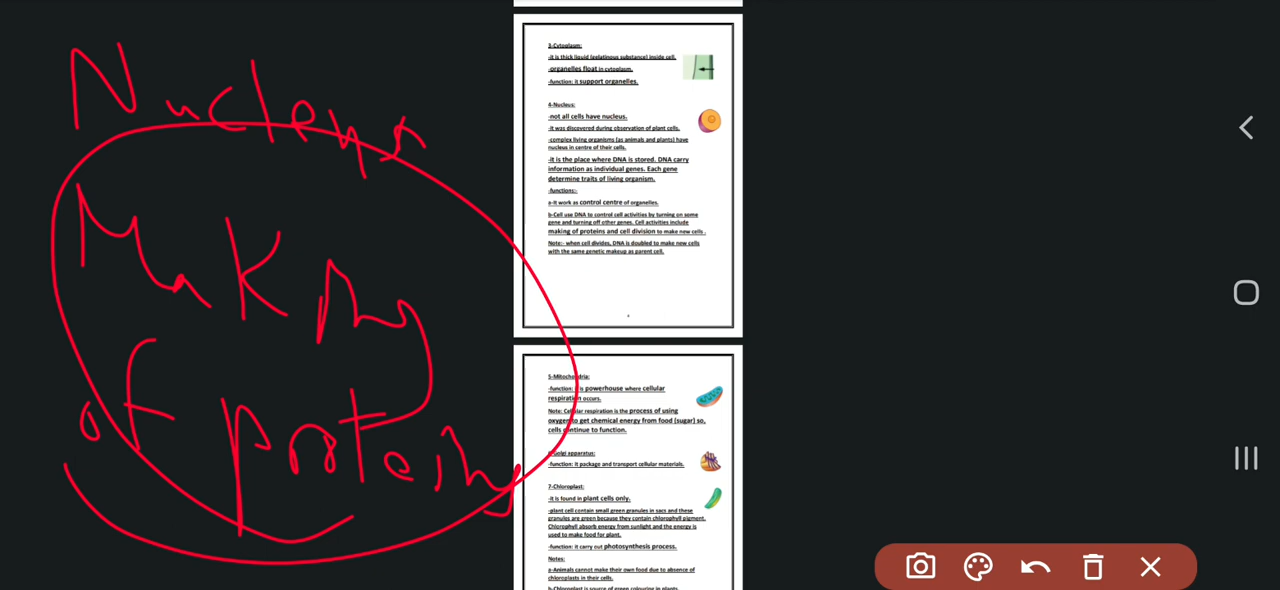 Nucleus
Making
of protein
3-Cytoplasm:
-it is thick liquid (gelatinous substance) inside cell.
-organelles float in cytoplasm.
-function: it support organelles.
4-Nucleus:
-not all cells have nucleus.
-it was discovered during observation of plant cells.
-complex living organisms (as animals and plants) have
nucleus in centre of their cells.
-it is the place where DNA is stored. DNA carry
information as individual genes. Each gene
determine traits of living organism.
-functions:-
a-it work as control centre of organelles.
b-Cell use DNA to control cell activities by turning on some
gene and turning off other genes. Cell activities include
making of proteins and cell division to make new cells .
Note:- when cell divides, DNA is doubled to make new cells
with the same genetic makeup as parent cell.
5-Mitochondria:
-function: it is powerhouse where cellular
respiration occurs.
Note: Cellular respiration is the process of using
oxygen to get chemical energy from food (sugar) so,
cells continue to function.
Golgi apparatus:
-function: it package and transport cellular materials.
7-Chloroplast:
-it is found in plant cells only.
-plant cell contain small green granules in sacs and these
granules are green because they contain chlorophyll pigment.
Chlorophyll absorb energy from sunlight and the energy is
used to make food for plant.
-function: it carry out photosynthesis process.
Notes:
a-Animals cannot make their own food due to absence of
chloroplasts in their cells.
b-Chloroplast is source of green colouring in plants.